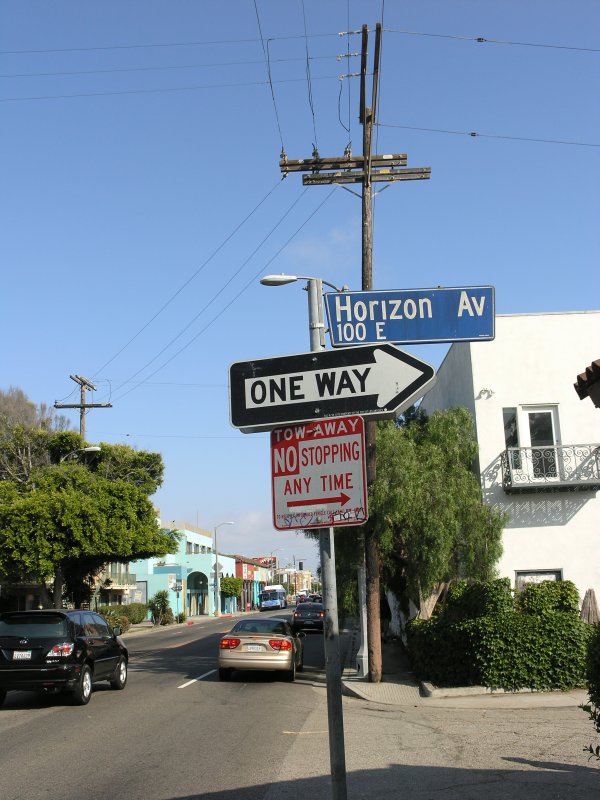 Horizon Av
100 E
ONE WAY
TOW-AWAY
NO STOPPING
ANY TIME